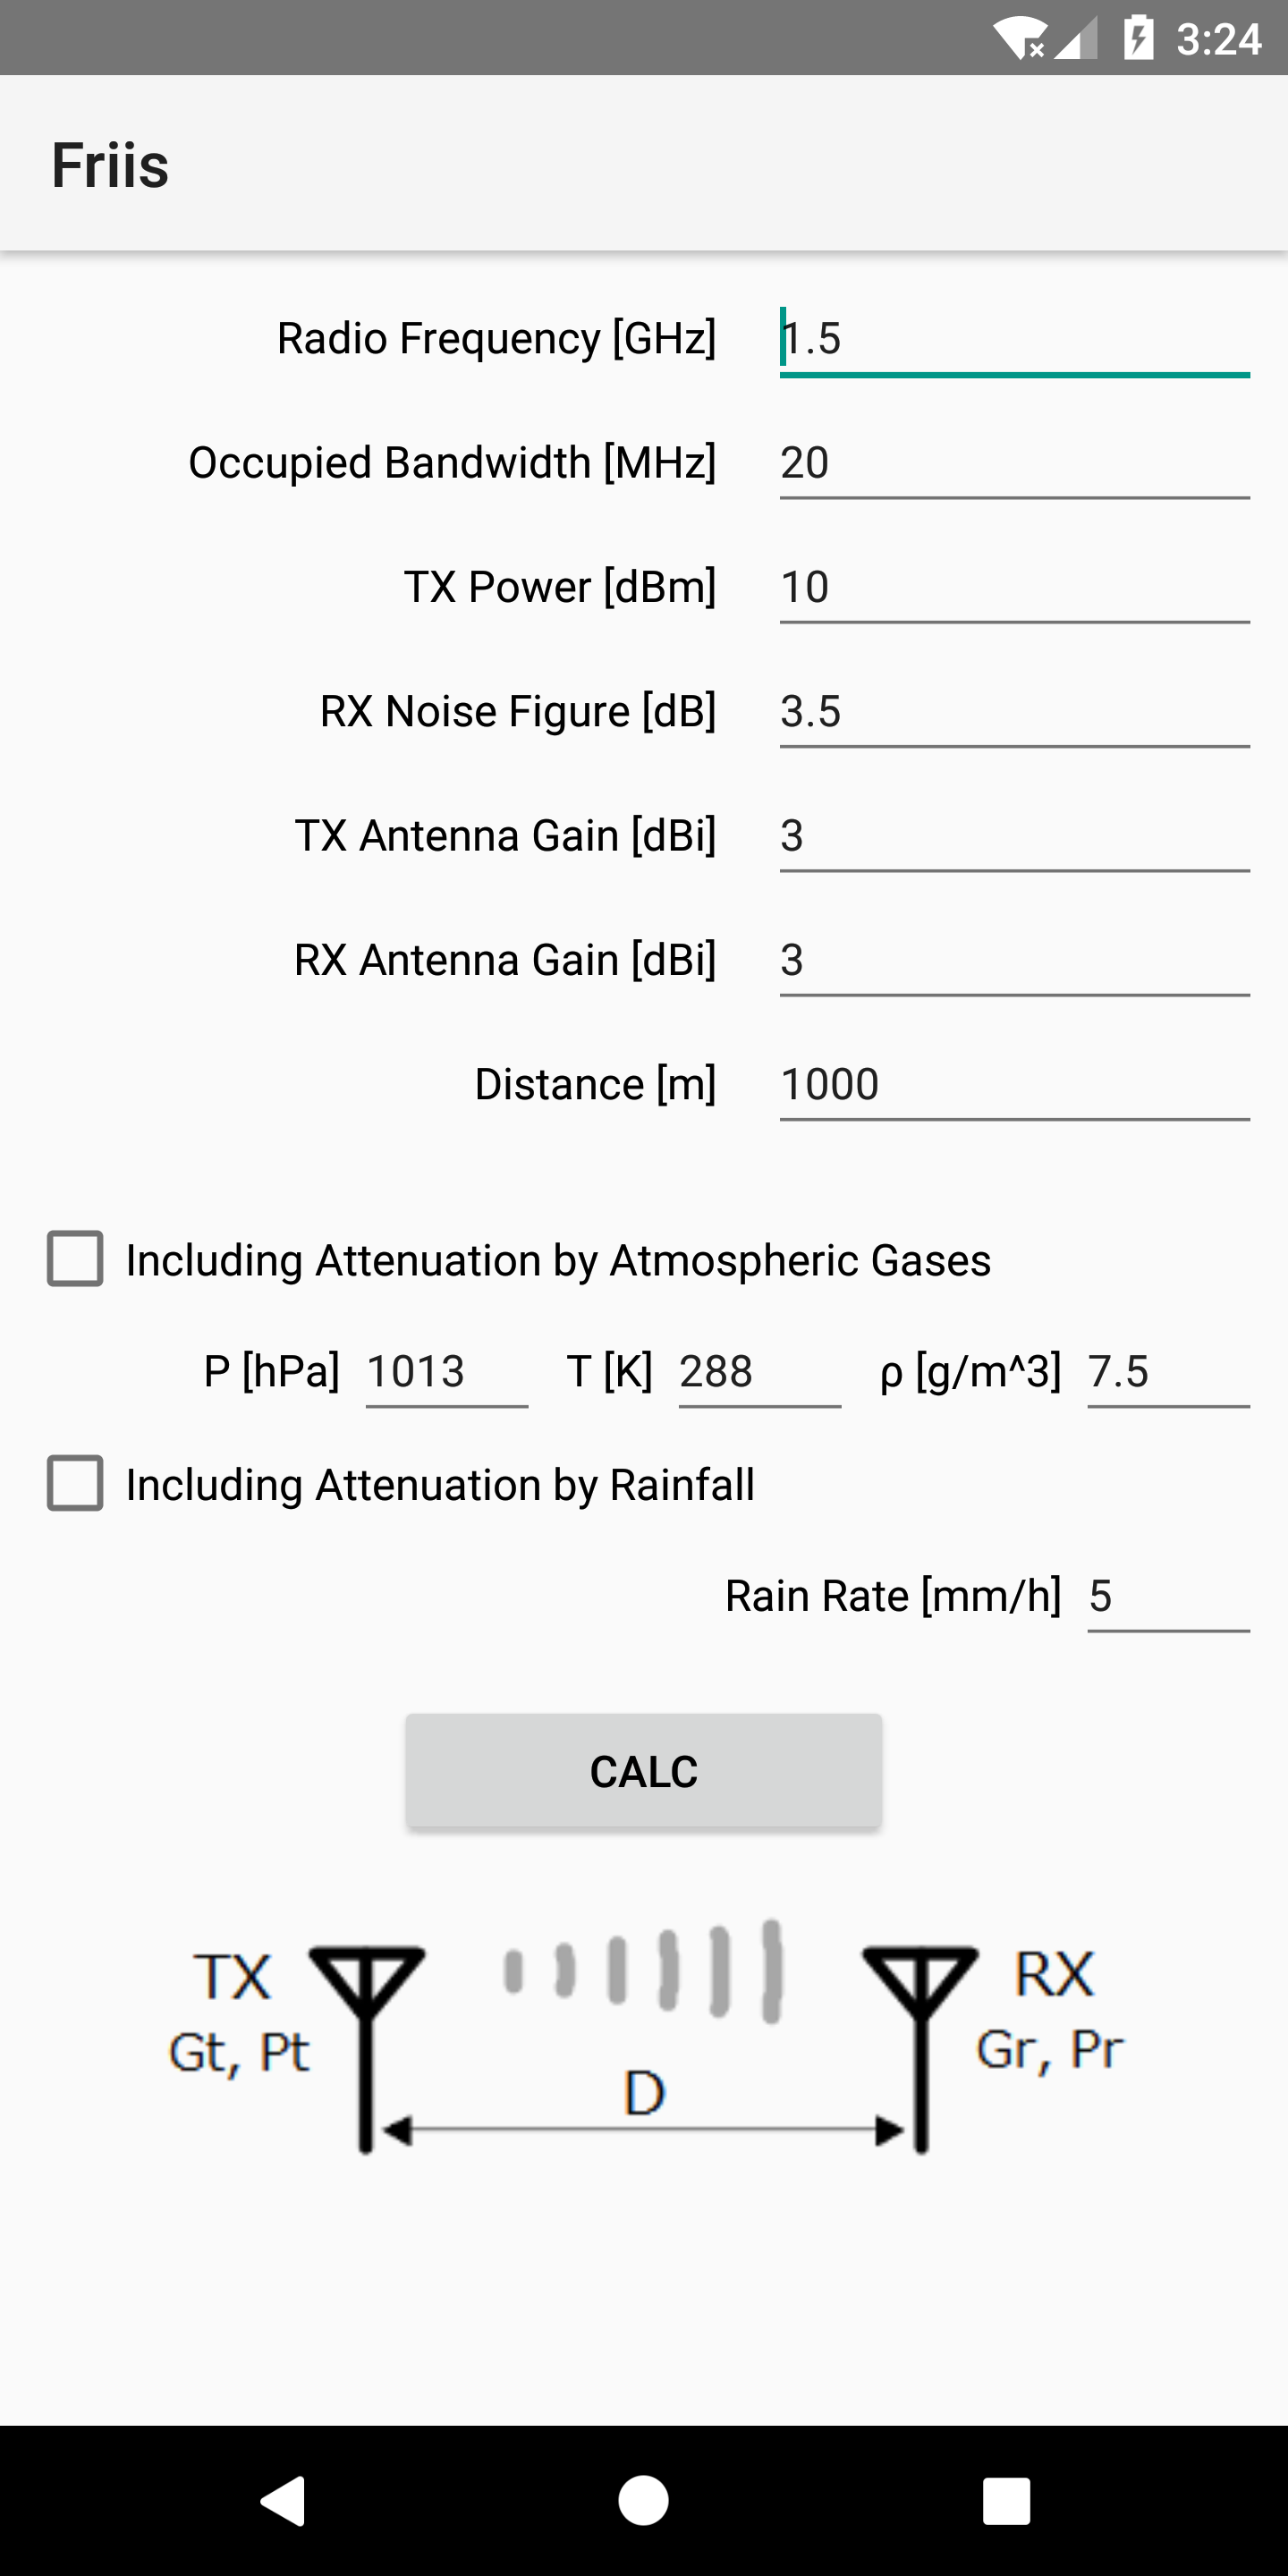 3:24
Friis
Radio Frequency [GHz] 1.5
Occupied Bandwidth [MHz] 20
TX Power [dBm] 10
RX Noise Figure [dB] 3.5
TX Antenna Gain [dBi] 3
RX Antenna Gain [dBi] 3
Distance [m] 1000
Including Attenuation by Atmospheric Gases
P [hPa] 1013 T [K] 288 ρ [g/m^3] 7.5
Including Attenuation by Rainfall
Rain Rate [mm/h] 5
CALC
TX RX
Gt, Pt Gr, Pr
D